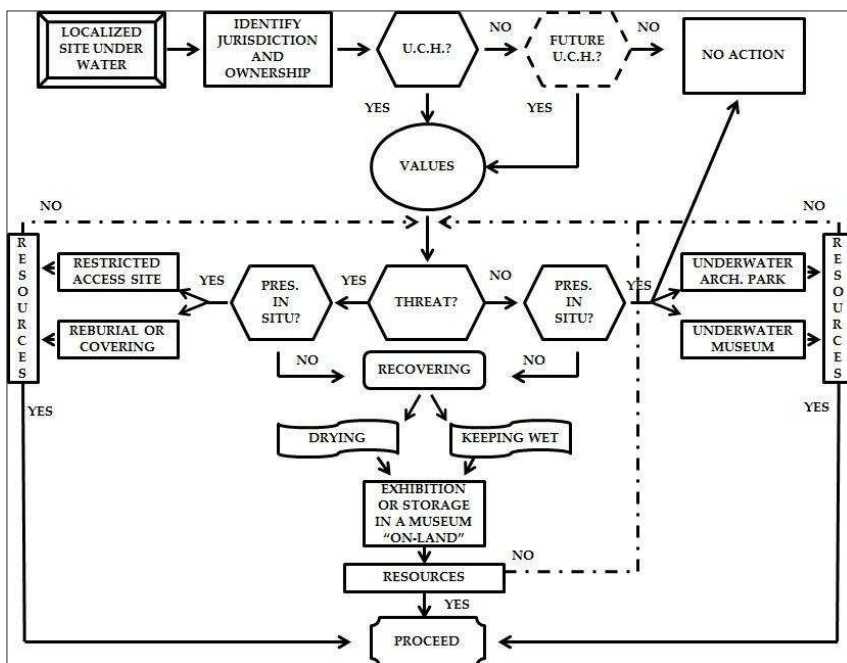 LOCALIZED
SITE UNDER
WATER
IDENTIFY
JURISDICTION
AND
OWNERSHIP
U.C.H.?
NO
FUTURE
U.C.H.?
NO
NO ACTION
YES
YES
VALUES
NO
NO
RESOURCES
RESTRICTED
ACCESS SITE
YES
PRES.
IN
SITU?
YES
THREAT?
NO
PRES.
IN
SITU?
YES
UNDERWATER
ARCH. PARK
RESOURCES
REBURIAL OR
COVERING
UNDERWATER
MUSEUM
NO
RECOVERING
NO
YES
YES
DRYING
KEEPING WET
EXHIBITION
OR STORAGE
IN A MUSEUM
“ON-LAND”
NO
RESOURCES
YES
PROCEED